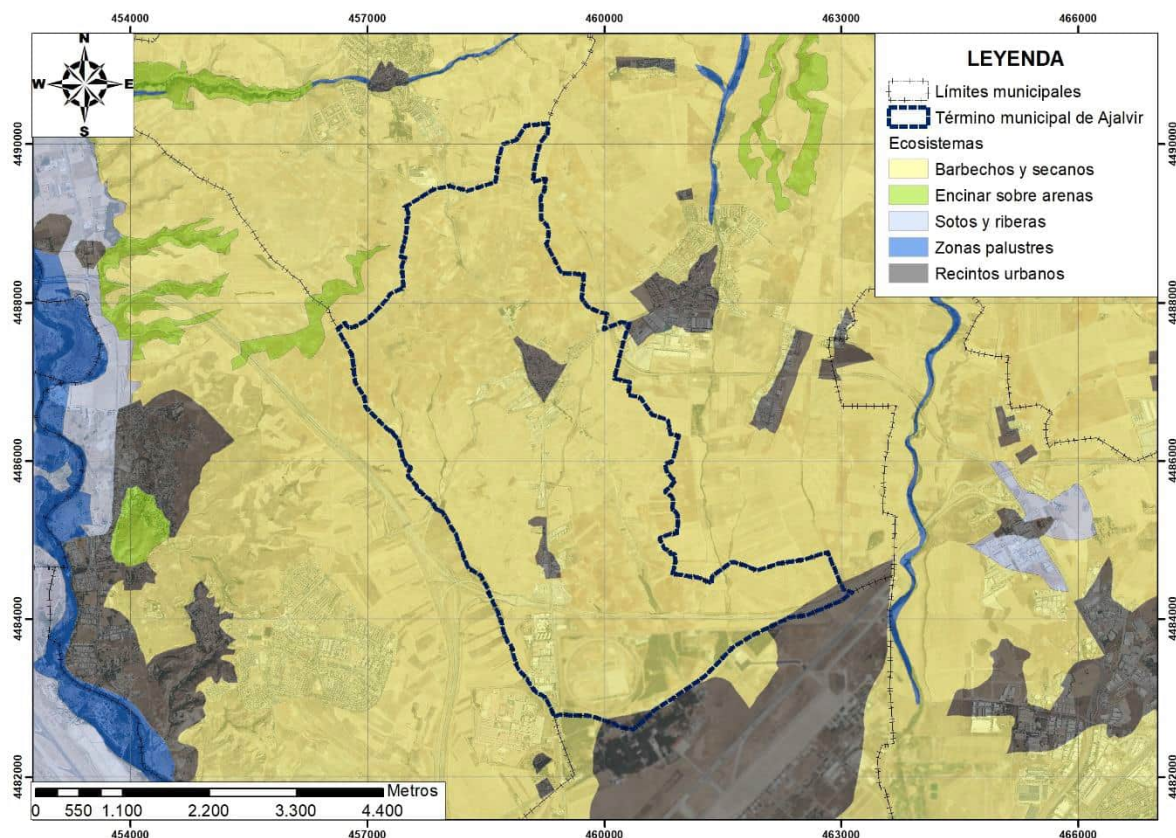 454000 457000 460000 463000 466000
N
W E
S
LEYENDA
Límites municipales
Término municipal de Ajalvir
Ecosistemas
Barbechos y secanos
Encinar sobre arenas
Sotos y riberas
Zonas palustres
Recintos urbanos
4490000 4490000
4488000 4488000
4486000 4486000
4484000 4484000
4482000 4482000
Metros
0 550 1.100 2.200 3.300 4.400
454000 457000 460000 463000 466000